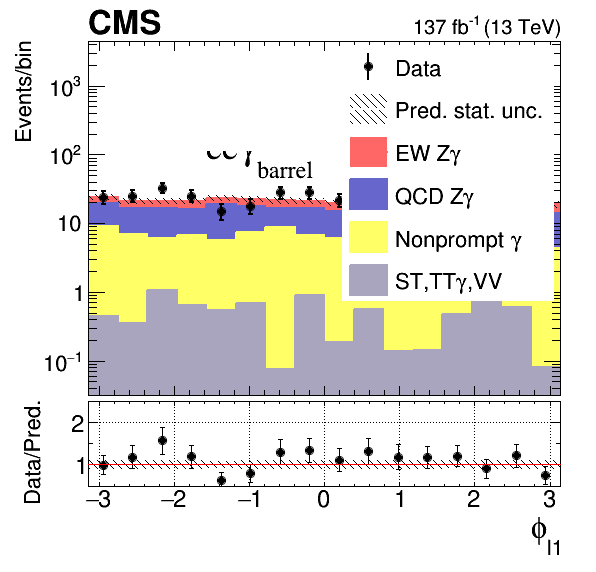 CMS
137 fb⁻¹ (13 TeV)
Events/bin
10³
10²
10
1
10⁻¹
Data
Pred. stat. unc.
EW Zγ
QCD Zγ
Nonprompt γ
ST,TTγ,VV
barrel
Data/Pred.
2
1
−3 −2 −1 0 1 2 3
ϕl1